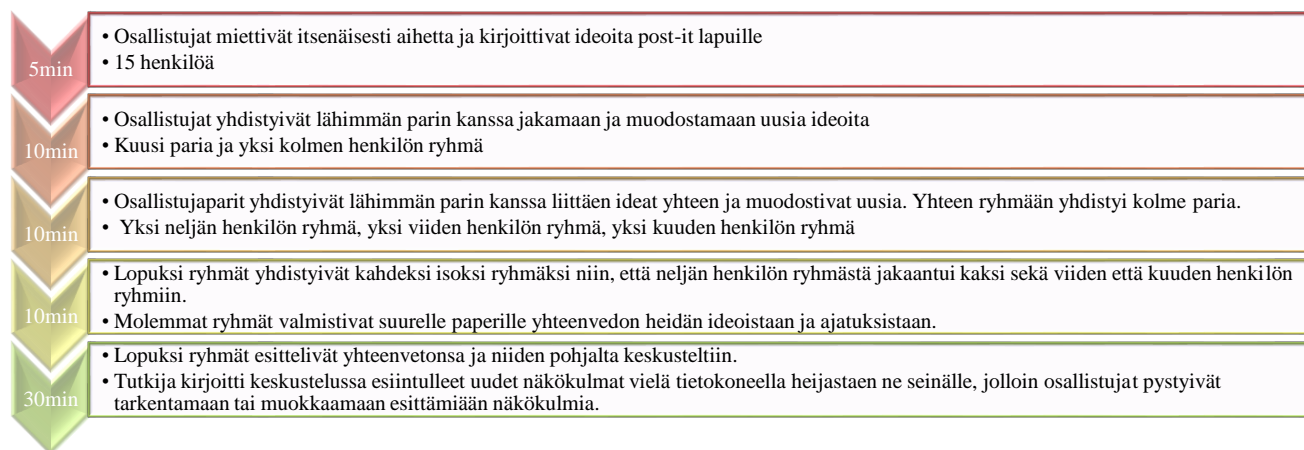 5min
• Osallistujat miettivät itsenäisesti aihetta ja kirjoittivat ideoita post-it lapuille
• 15 henkilöä
10min
• Osallistujat yhdistyivät lähimmän parin kanssa jakamaan ja muodostamaan uusia ideoita
• Kuusi paria ja yksi kolmen henkilön ryhmä
10min
• Osallistujaparit yhdistyivät lähimmän parin kanssa liittäen ideat yhteen ja muodostivat uusia. Yhteen ryhmään yhdistyi kolme paria.
• Yksi neljän henkilön ryhmä, yksi viiden henkilön ryhmä, yksi kuuden henkilön ryhmä
10min
• Lopuksi ryhmät yhdistyivät kahdeksi isoksi ryhmäksi niin, että neljän henkilön ryhmästä jakaantui kaksi sekä viiden että kuuden henkilön
ryhmiin.
• Molemmat ryhmät valmistivat suurelle paperille yhteenvedon heidän ideoistaan ja ajatuksistaan.
30min
• Lopuksi ryhmät esittelivät yhteenvetonsa ja niiden pohjalta keskusteltiin.
• Tutkija kirjoitti keskustelussa esiintulleet uudet näkökulmat vielä tietokoneella heijastaen ne seinälle, jolloin osallistujat pystyivät
tarkentamaan tai muokkaamaan esittämiään näkökulmia.